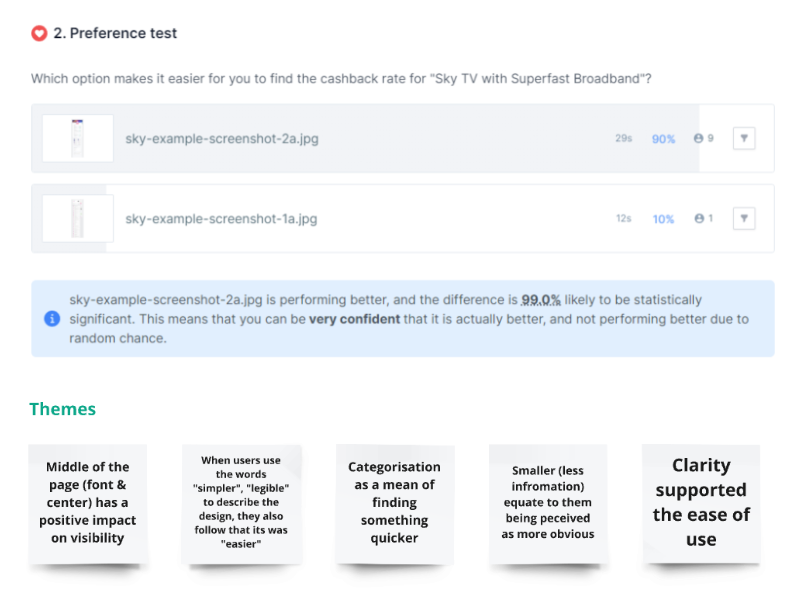 2. Preference test
Which option makes it easier for you to find the cashback rate for "Sky TV with Superfast Broadband"?
sky-example-screenshot-2a.jpg 29s 90% 9
sky-example-screenshot-1a.jpg 12s 10% 1
sky-example-screenshot-2a.jpg is performing better, and the difference is 99.0% likely to be statistically
significant. This means that you can be very confident that it is actually better, and not performing better due to
random chance.
Themes
Middle of the
page (font &
center) has a
positive impact
on visibility
When users use
the words
"simpler", "legible"
to describe the
design, they also
follow that its was
"easier"
Categorisation
as a mean of
finding
something
quicker
Smaller (less
infromation)
equate to them
being peceived
as more obvious
Clarity
supported
the ease of
use